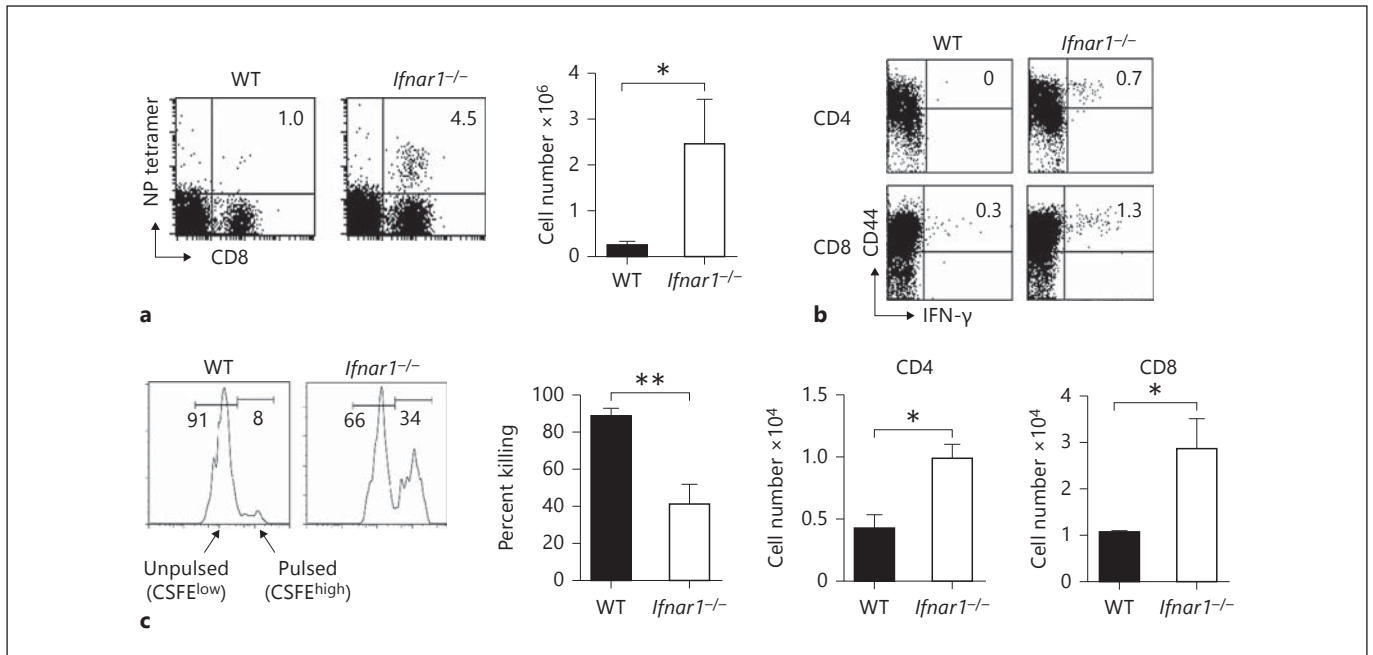 WT
Ifnar1–/–
NP tetramer
1.0
4.5
CD8
Cell number ×10⁶
4
3
2
1
0
*
WT
Ifnar1–/–
a
WT
Ifnar1–/–
CD4
0
0.7
CD8
CD44
0.3
1.3
IFN-γ
b
WT
Ifnar1–/–
91
8
66
34
Unpulsed
(CSFElow)
Pulsed
(CSFEhigh)
c
Percent killing
100
80
60
40
20
0
**
WT
Ifnar1–/–
CD4
Cell number ×10⁴
1.5
1.0
0.5
0
*
WT
Ifnar1–/–
CD8
Cell number ×10⁴
4
3
2
1
0
*
WT
Ifnar1–/–